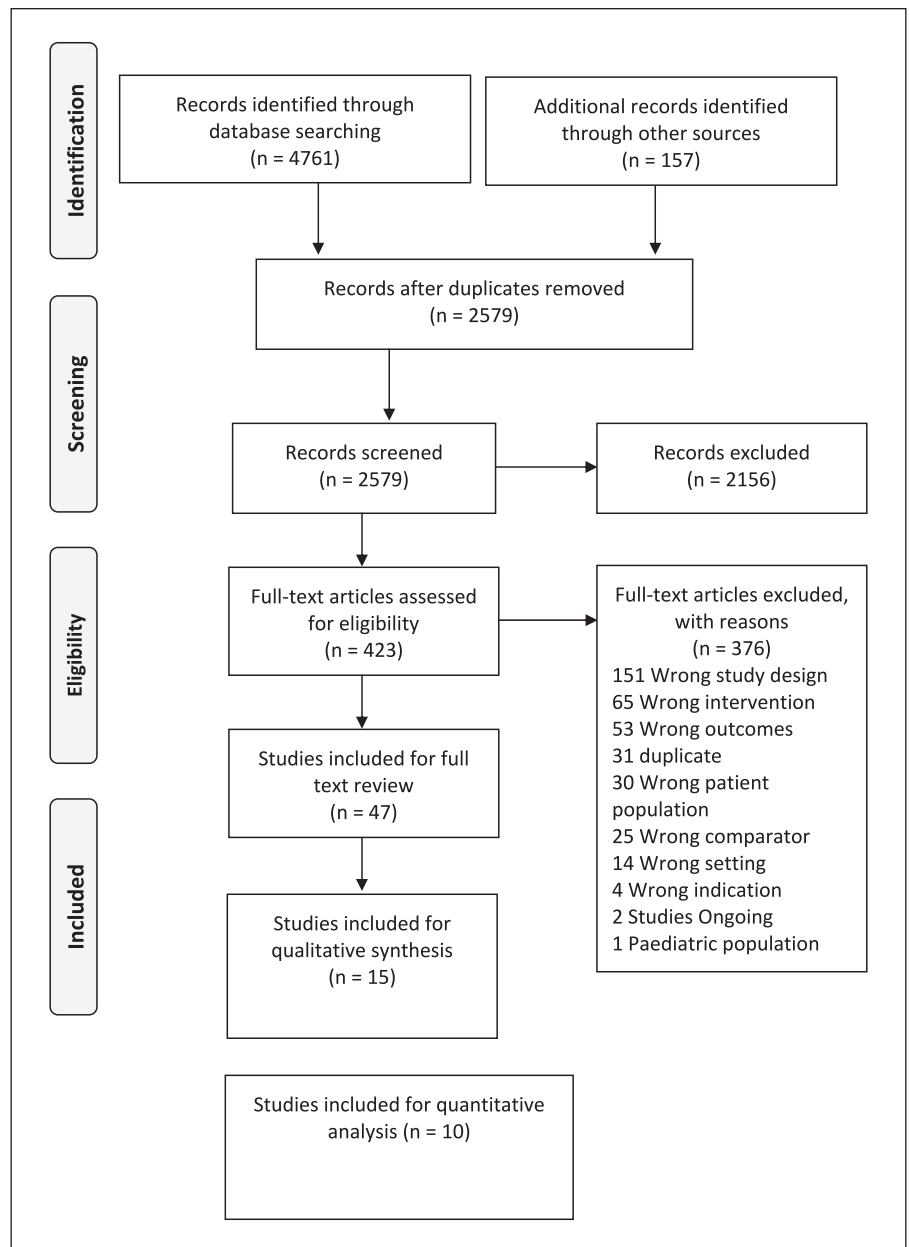 Identification
Records identified through
database searching
(n = 4761)
Additional records identified
through other sources
(n = 157)
Records after duplicates removed
(n = 2579)
Screening
Records screened
(n = 2579)
Records excluded
(n = 2156)
Eligibility
Full-text articles assessed
for eligibility
(n = 423)
Full-text articles excluded,
with reasons
(n = 376)
151 Wrong study design
65 Wrong intervention
53 Wrong outcomes
31 duplicate
30 Wrong patient
population
25 Wrong comparator
14 Wrong setting
4 Wrong indication
2 Studies Ongoing
1 Paediatric population
Studies included for full
text review
(n = 47)
Included
Studies included for
qualitative synthesis
(n = 15)
Studies included for quantitative
analysis (n = 10)